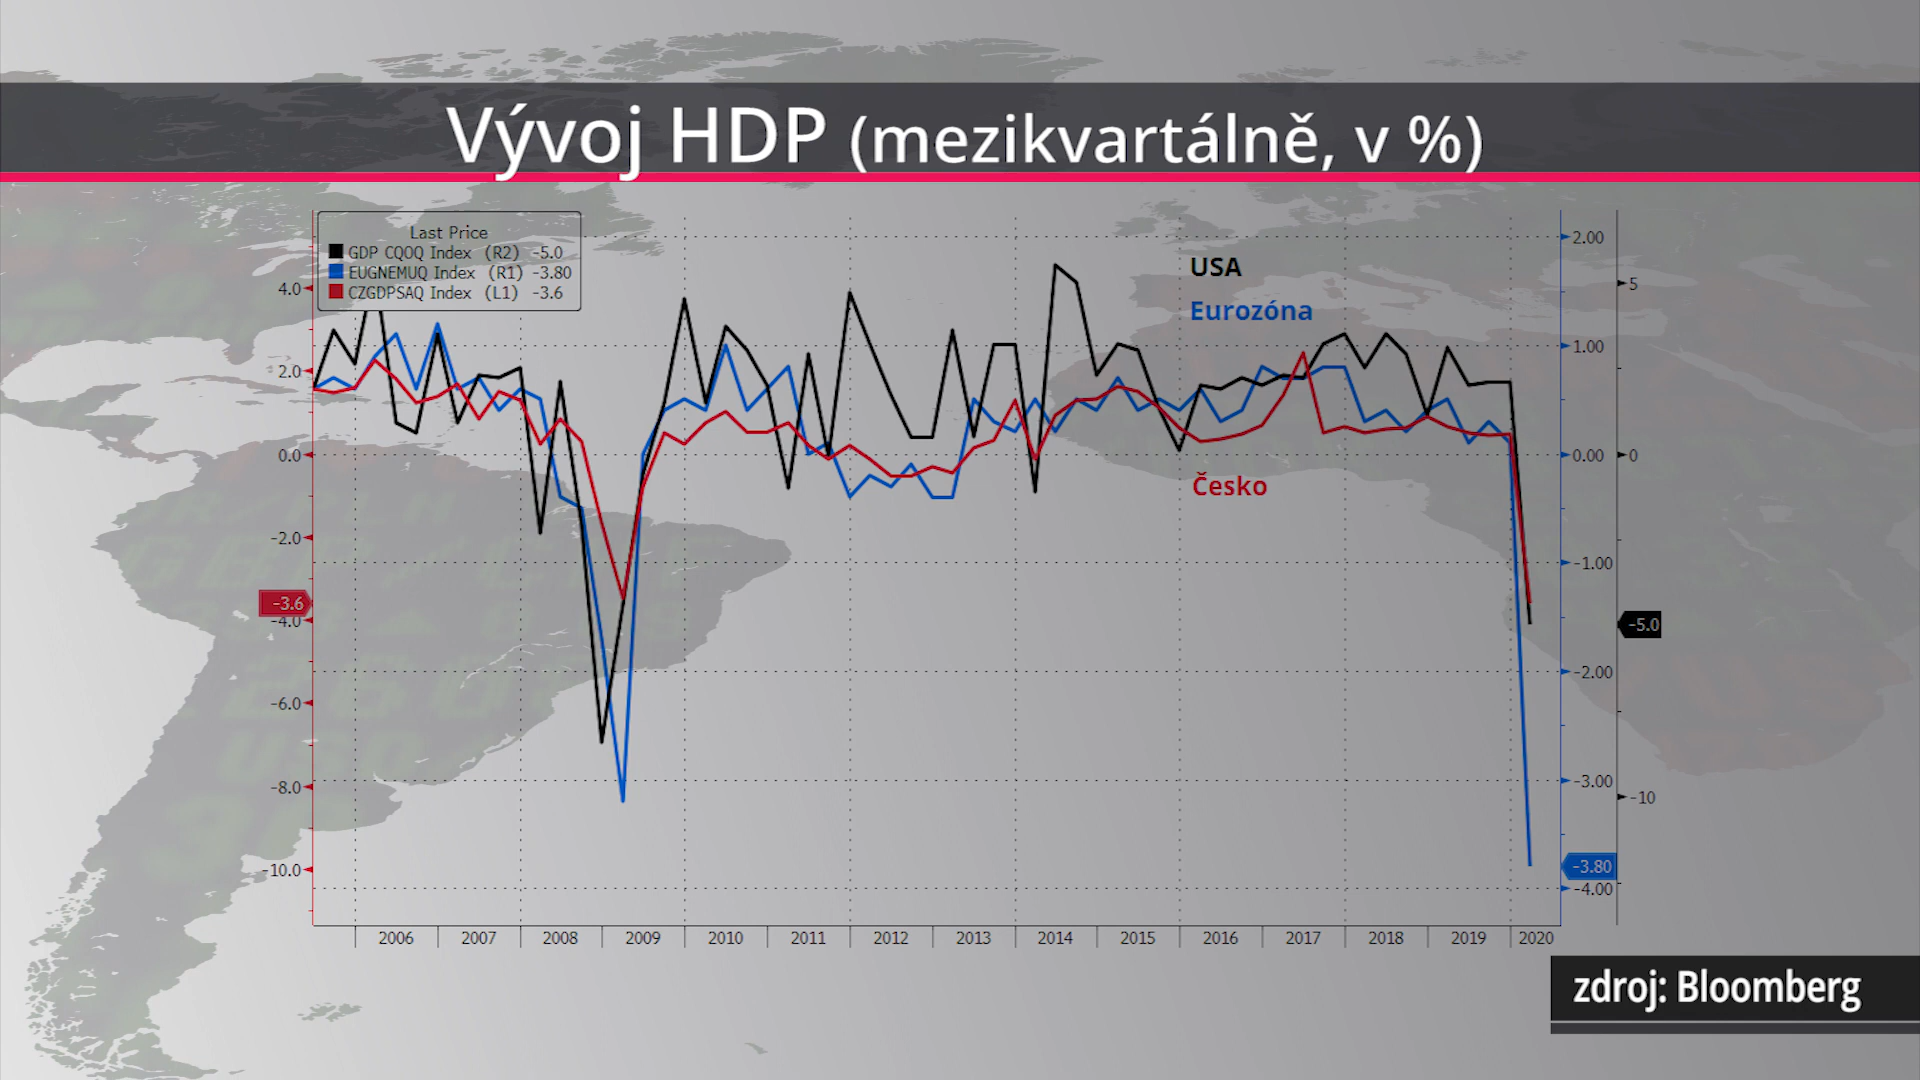 Vývoj HDP (mezikvartálně, v %)
Last Price
GDP CQOQ Index (R2) -5.0
EUGNEMUQ Index (R1) -3.80
CZGDPSAQ Index (L1) -3.6
USA
Eurozóna
Česko
4.0
2.0
0.0
-2.0
-3.6
-4.0
-6.0
-8.0
-10.0
2.00
1.00
0.00
-1.00
-2.00
-3.00
-3.80
-4.00
5
0
-5.0
-10
2006 2007 2008 2009 2010 2011 2012 2013 2014 2015 2016 2017 2018 2019 2020
zdroj: Bloomberg